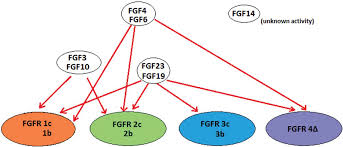 FGF4
FGF6
FGF14
(unknown activity)
FGF3
FGF10
FGF23
FGF19
FGFR 1c
1b
FGFR 2c
2b
FGFR 3c
3b
FGFR 4Δ